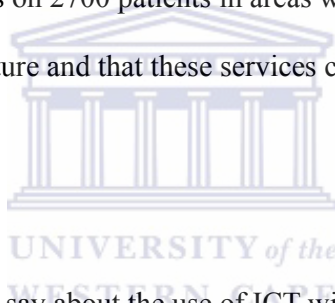 s on 2700 patients in areas w
ture and that these services c
UNIVERSITY of the
say about the use of ICT wi
WESTERN CAPE